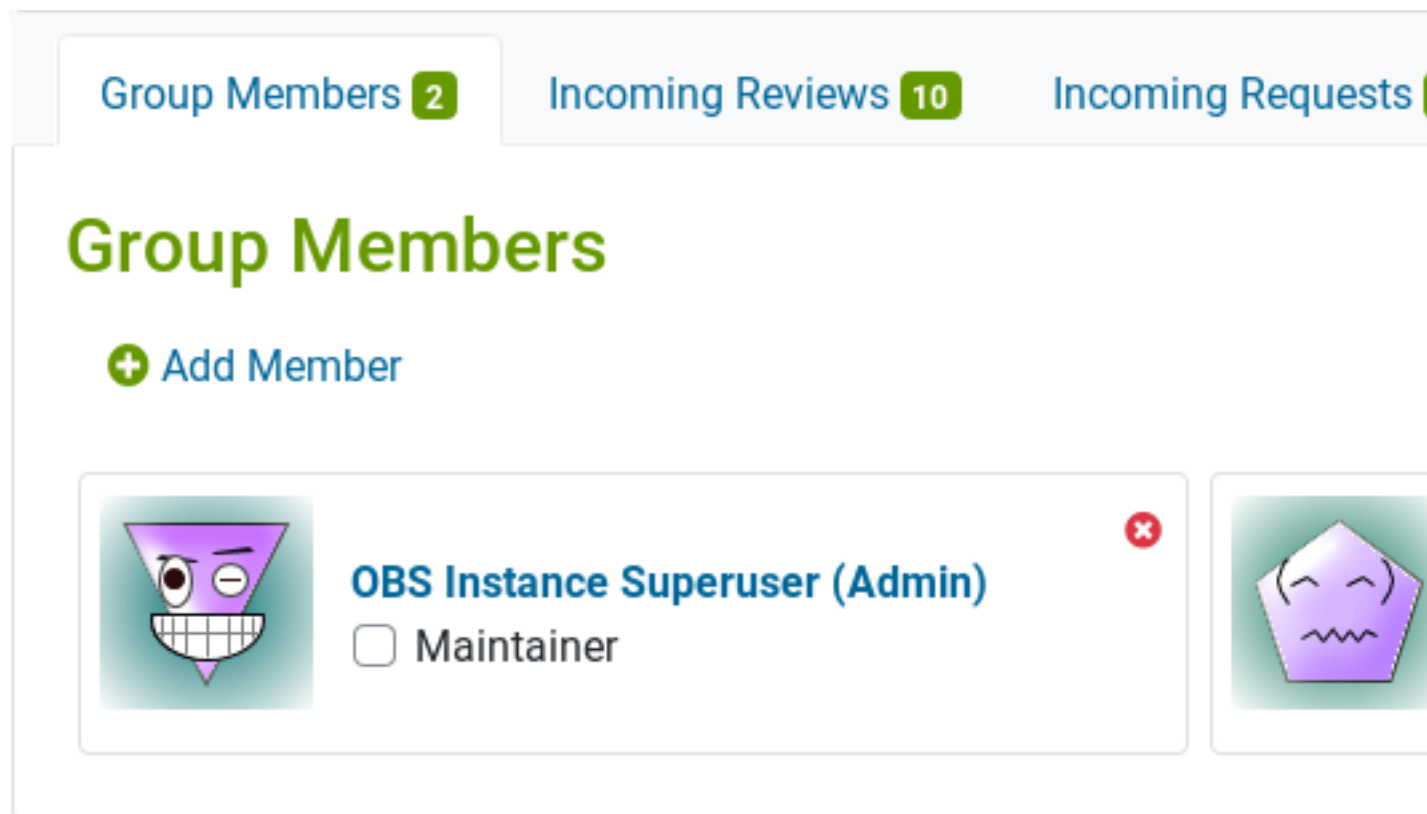 Group Members 2 Incoming Reviews 10 Incoming Requests
Group Members
Add Member
OBS Instance Superuser (Admin)
Maintainer